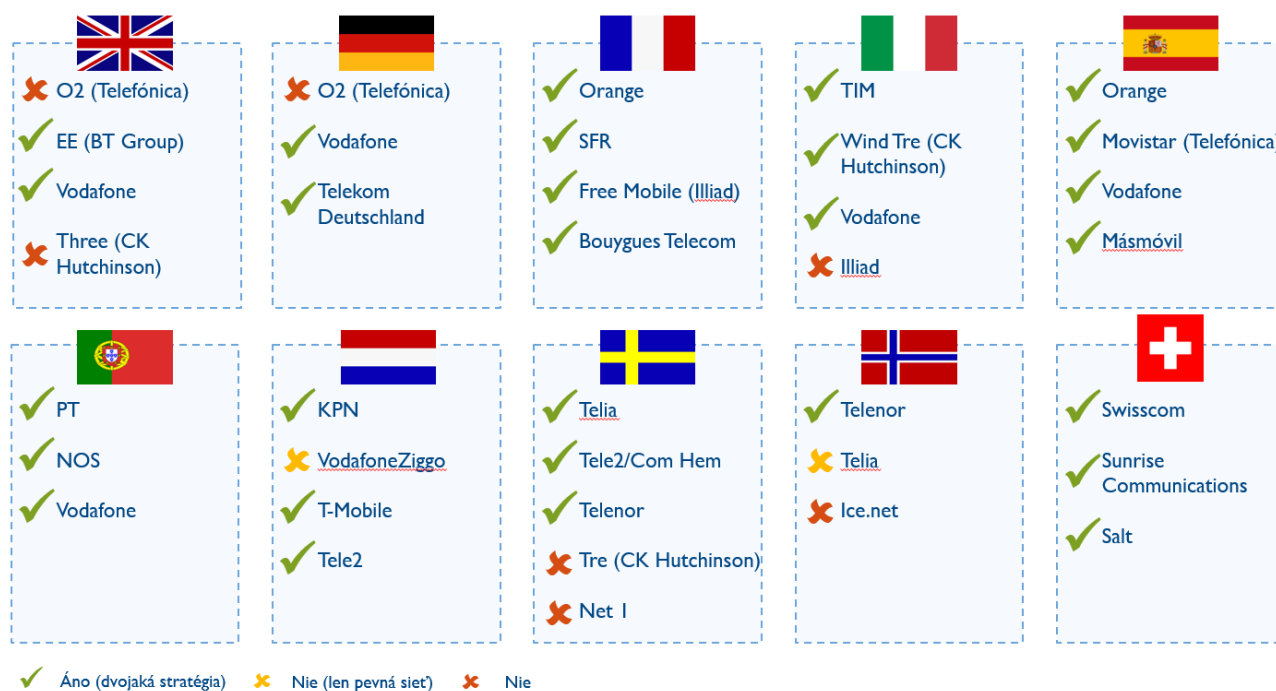 O2 (Telefónica)
EE (BT Group)
Vodafone
Three (CK
Hutchinson)
O2 (Telefónica)
Vodafone
Telekom
Deutschland
Orange
SFR
Free Mobile (Illiad)
Bouygues Telecom
TIM
Wind Tre (CK
Hutchinson)
Vodafone
Illiad
Orange
Movistar (Telefónica)
Vodafone
Másmóvil
PT
NOS
Vodafone
KPN
VodafoneZiggo
T-Mobile
Tele2
Telia
Tele2/Com Hem
Telenor
Tre (CK Hutchinson)
Net 1
Telenor
Telia
Ice.net
Swisscom
Sunrise
Communications
Salt
Áno (dvojaká stratégia)
Nie (len pevná sieť)
Nie